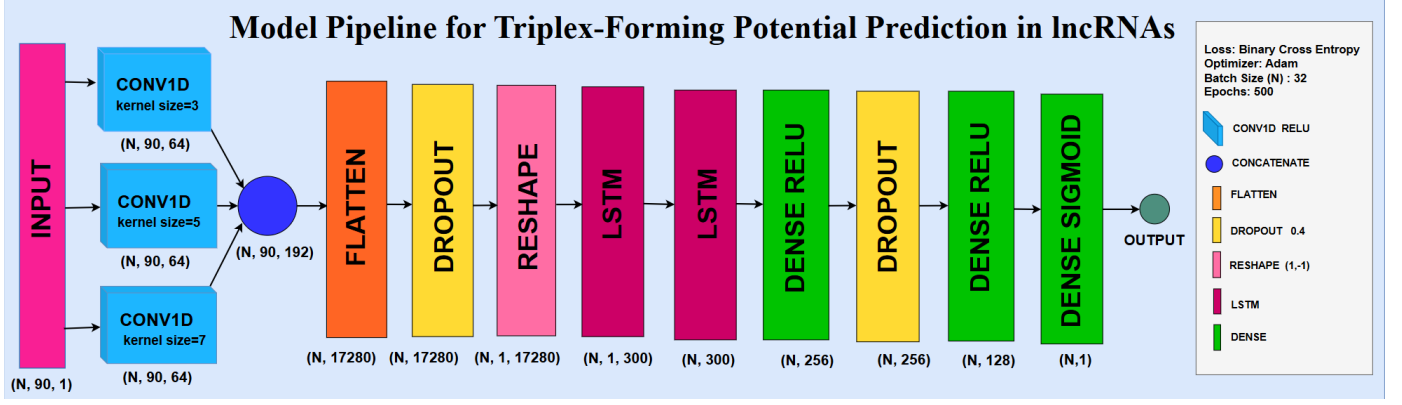 Model Pipeline for Triplex-Forming Potential Prediction in lncRNAs
INPUT
(N, 90, 1)
CONV1D
kernel size=3
(N, 90, 64)
CONV1D
kernel size=5
(N, 90, 64)
CONV1D
kernel size=7
(N, 90, 64)
(N, 90, 192)
FLATTEN
(N, 17280)
DROPOUT
(N, 17280)
RESHAPE
(N, 1, 17280)
LSTM
(N, 1, 300)
LSTM
(N, 300)
DENSE RELU
(N, 256)
DROPOUT
(N, 256)
DENSE RELU
(N, 128)
DENSE SIGMOID
(N,1)
OUTPUT
Loss: Binary Cross Entropy
Optimizer: Adam
Batch Size (N) : 32
Epochs: 500
CONV1D RELU
CONCATENATE
FLATTEN
DROPOUT 0.4
RESHAPE (1,-1)
LSTM
DENSE